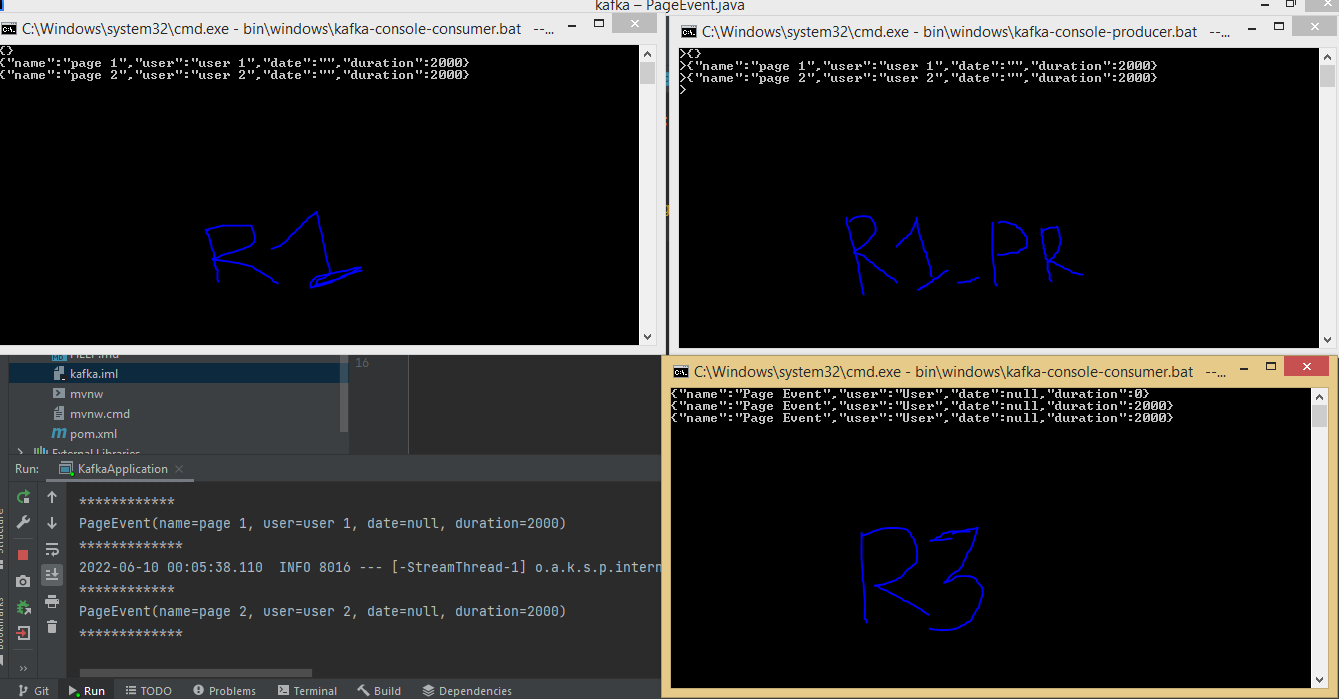 kafka – PageEvent.java
C:\Windows\system32\cmd.exe - bin\windows\kafka-console-consumer.bat --...
{}
{"name":"page 1","user":"user 1","date":"","duration":2000}
{"name":"page 2","user":"user 2","date":"","duration":2000}
R1
C:\Windows\system32\cmd.exe - bin\windows\kafka-console-producer.bat --...
>{}
>{"name":"page 1","user":"user 1","date":"","duration":2000}
>{"name":"page 2","user":"user 2","date":"","duration":2000}
>
R1_PR
HELP.md
kafka.iml
mvnw
mvnw.cmd
pom.xml
External Libraries
16
Run: KafkaApplication
************
PageEvent(name=page 1, user=user 1, date=null, duration=2000)
*************
2022-06-10 00:05:38.110 INFO 8016 --- [-StreamThread-1] o.a.k.s.p.intern
************
PageEvent(name=page 2, user=user 2, date=null, duration=2000)
*************
C:\Windows\system32\cmd.exe - bin\windows\kafka-console-consumer.bat --...
{"name":"Page Event","user":"User","date":null,"duration":0}
{"name":"Page Event","user":"User","date":null,"duration":2000}
{"name":"Page Event","user":"User","date":null,"duration":2000}
R3
Git Run TODO Problems Terminal Build Dependencies